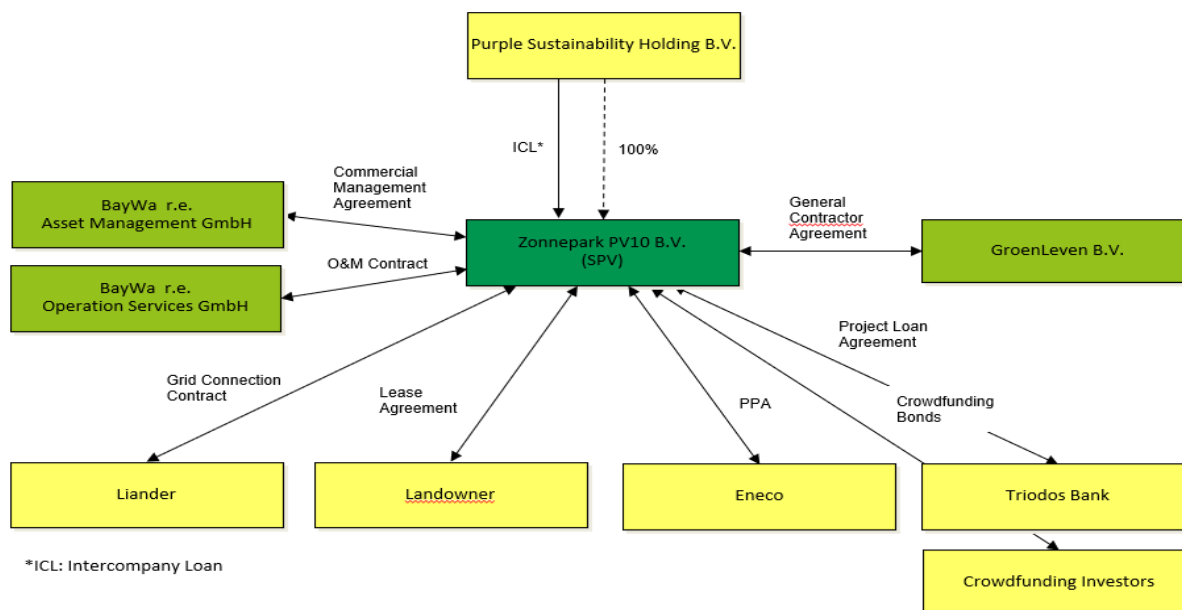 Purple Sustainability Holding B.V.
ICL*
100%
Commercial
Management
Agreement
BayWa r.e.
Asset Management GmbH
General
Contractor
Agreement
Zonnepark PV10 B.V.
(SPV)
GroenLeven B.V.
O&M Contract
BayWa r.e.
Operation Services GmbH
Project Loan
Agreement
Grid Connection
Contract
Lease
Agreement
PPA
Crowdfunding
Bonds
Liander
Landowner
Eneco
Triodos Bank
*ICL: Intercompany Loan
Crowdfunding Investors